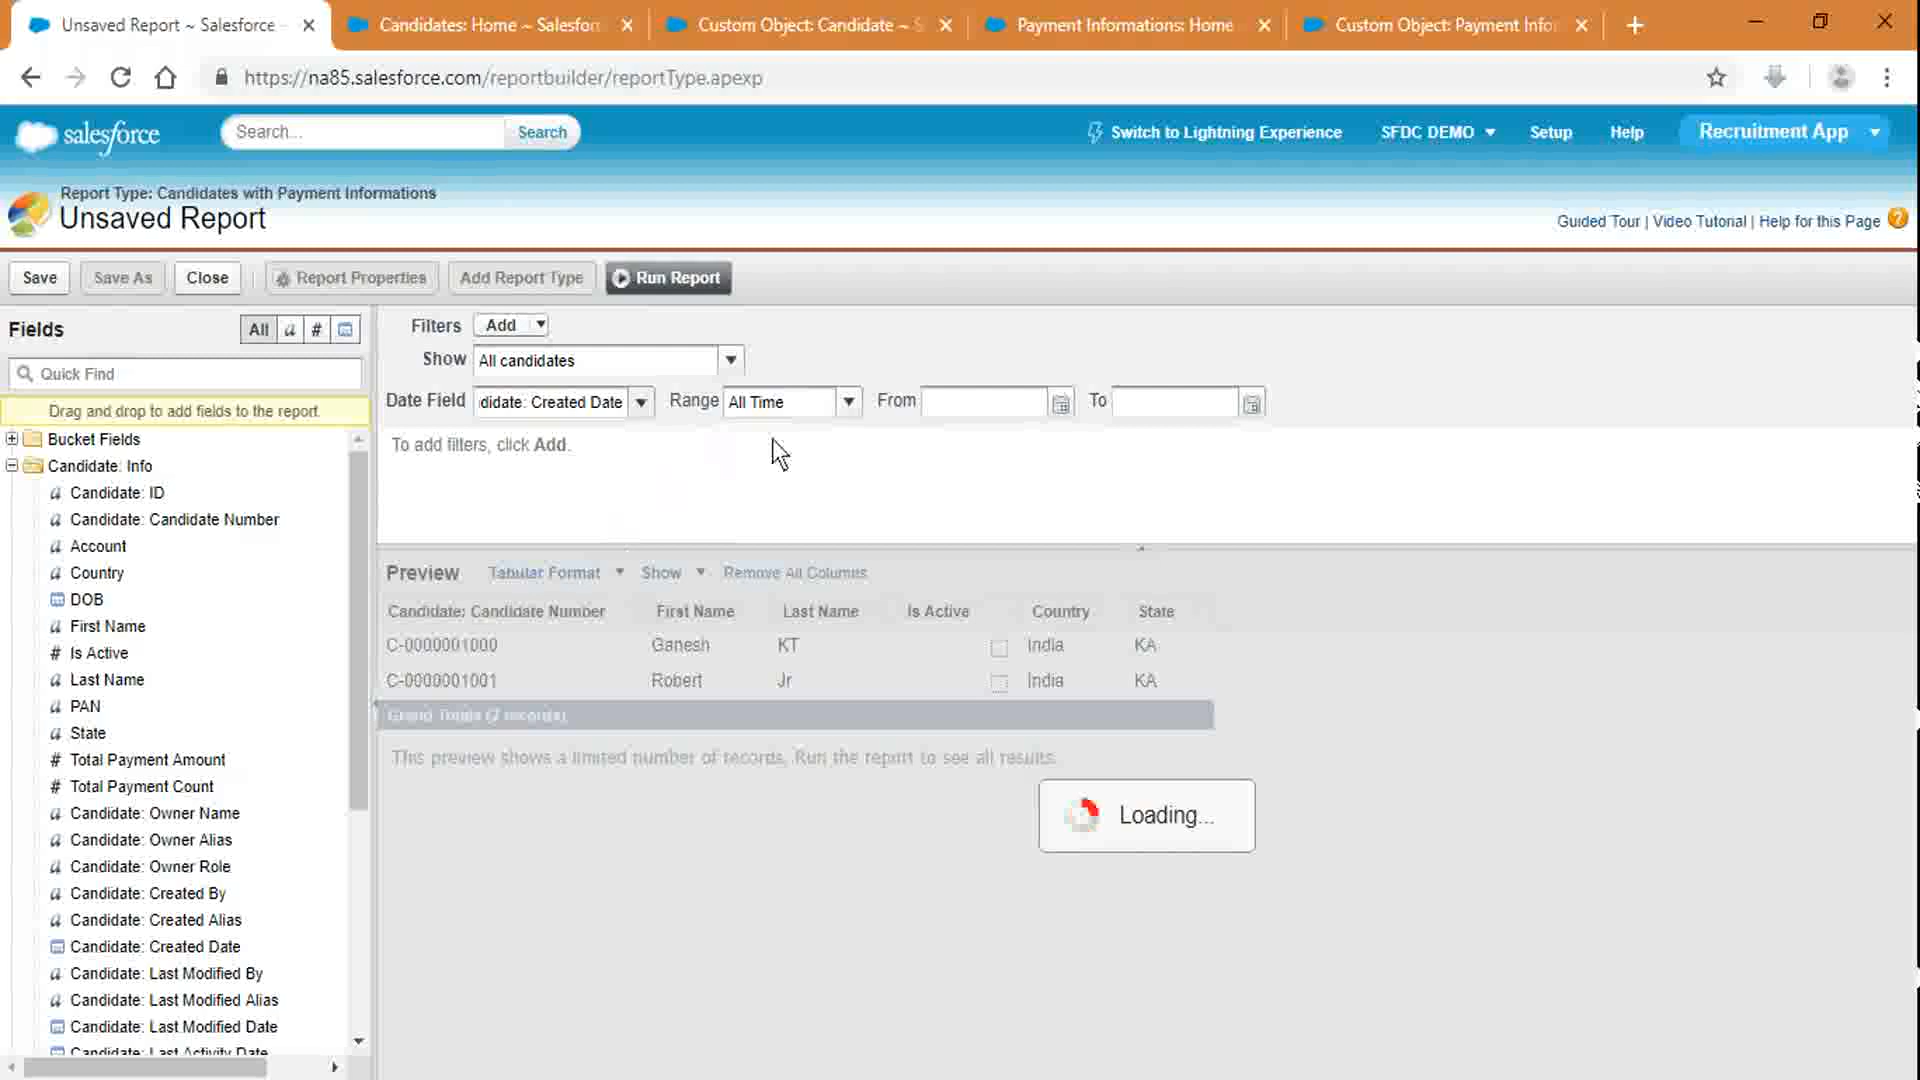 Unsaved Report ~ Salesforce
Candidates: Home ~ Salesforc
Custom Object: Candidate ~ S
Payment Informations: Home
Custom Object: Payment Infor
https://na85.salesforce.com/reportbuilder/reportType.apexp
salesforce
Search...
Search
Switch to Lightning Experience
SFDC DEMO
Setup
Help
Recruitment App
Report Type: Candidates with Payment Informations
Unsaved Report
Guided Tour | Video Tutorial | Help for this Page ?
Save
Save As
Close
Report Properties
Add Report Type
Run Report
Fields
All
a
#
Quick Find
Drag and drop to add fields to the report
Bucket Fields
Candidate: Info
a Candidate: ID
a Candidate: Candidate Number
a Account
a Country
DOB
a First Name
# Is Active
a Last Name
a PAN
a State
# Total Payment Amount
# Total Payment Count
a Candidate: Owner Name
a Candidate: Owner Alias
a Candidate: Owner Role
a Candidate: Created By
a Candidate: Created Alias
Candidate: Created Date
a Candidate: Last Modified By
a Candidate: Last Modified Alias
Candidate: Last Modified Date
Candidate: Last Activity Date
Filters Add
Show All candidates
Date Field didate: Created Date Range All Time From To
To add filters, click Add.
Preview Tabular Format Show Remove All Columns
Candidate: Candidate Number First Name Last Name Is Active Country State
C-0000001000 Ganesh KT India KA
C-0000001001 Robert Jr India KA
Grand Totals (2 records)
This preview shows a limited number of records. Run the report to see all results.
Loading...